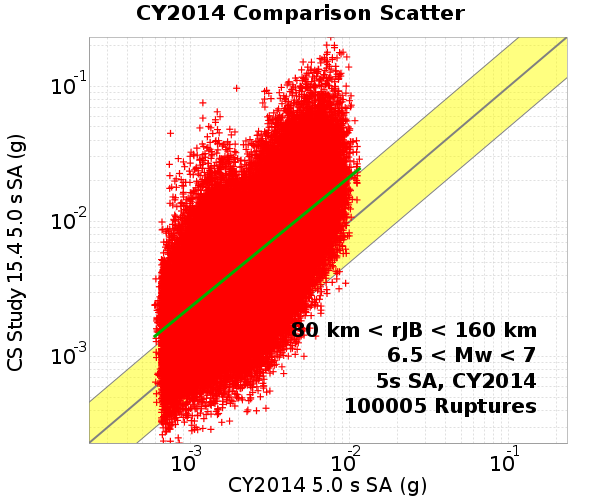 CY2014 Comparison Scatter
CS Study 15.4 5.0 s SA (g)
10⁻¹
10⁻²
10⁻³
80 km < rJB < 160 km
6.5 < Mw < 7
5s SA, CY2014
100005 Ruptures
10⁻³ 10⁻² 10⁻¹
CY2014 5.0 s SA (g)